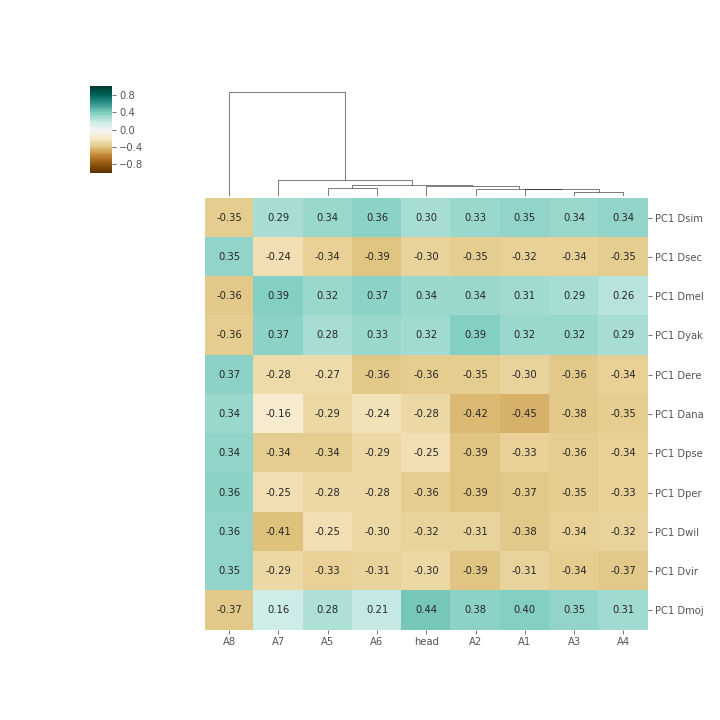 0.8
0.4
0.0
−0.4
−0.8
-0.35 0.29 0.34 0.36 0.30 0.33 0.35 0.34 0.34 PC1 Dsim
0.35 -0.24 -0.34 -0.39 -0.30 -0.35 -0.32 -0.34 -0.35 PC1 Dsec
-0.36 0.39 0.32 0.37 0.34 0.34 0.31 0.29 0.26 PC1 Dmel
-0.36 0.37 0.28 0.33 0.32 0.39 0.32 0.32 0.29 PC1 Dyak
0.37 -0.28 -0.27 -0.36 -0.36 -0.35 -0.30 -0.36 -0.34 PC1 Dere
0.34 -0.16 -0.29 -0.24 -0.28 -0.42 -0.45 -0.38 -0.35 PC1 Dana
0.34 -0.34 -0.34 -0.29 -0.25 -0.39 -0.33 -0.36 -0.34 PC1 Dpse
0.36 -0.25 -0.28 -0.28 -0.36 -0.39 -0.37 -0.35 -0.33 PC1 Dper
0.36 -0.41 -0.25 -0.30 -0.32 -0.31 -0.38 -0.34 -0.32 PC1 Dwil
0.35 -0.29 -0.33 -0.31 -0.30 -0.39 -0.31 -0.34 -0.37 PC1 Dvir
-0.37 0.16 0.28 0.21 0.44 0.38 0.40 0.35 0.31 PC1 Dmoj
A8 A7 A5 A6 head A2 A1 A3 A4